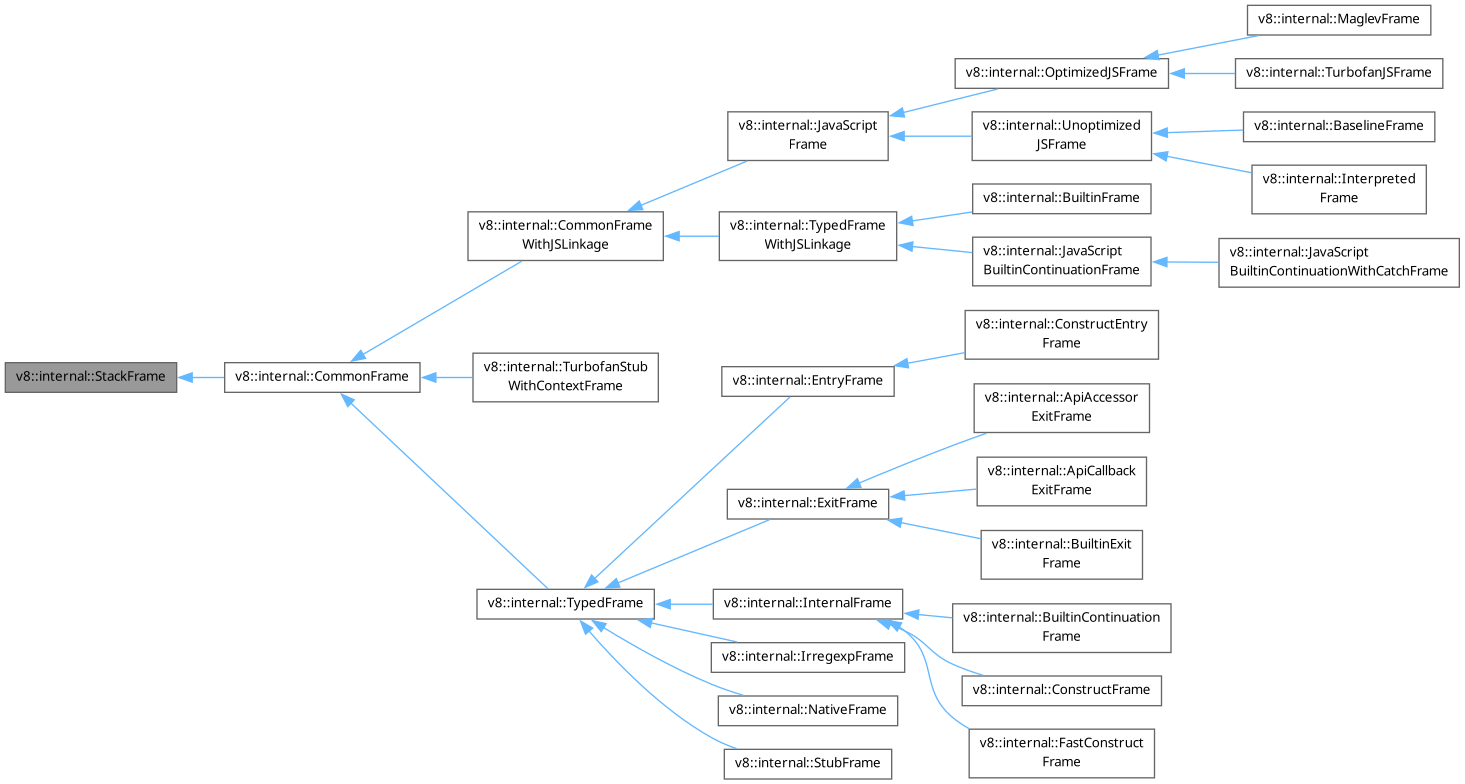 v8::internal::MaglevFrame
v8::internal::OptimizedJSFrame
v8::internal::TurbofanJSFrame
v8::internal::JavaScript
Frame
v8::internal::Unoptimized
JSFrame
v8::internal::BaselineFrame
v8::internal::Interpreted
Frame
v8::internal::BuiltinFrame
v8::internal::CommonFrame
WithJSLinkage
v8::internal::TypedFrame
WithJSLinkage
v8::internal::JavaScript
BuiltinContinuationFrame
v8::internal::JavaScript
BuiltinContinuationWithCatchFrame
v8::internal::ConstructEntry
Frame
v8::internal::StackFrame
v8::internal::CommonFrame
v8::internal::TurbofanStub
WithContextFrame
v8::internal::EntryFrame
v8::internal::ApiAccessor
ExitFrame
v8::internal::ApiCallback
ExitFrame
v8::internal::ExitFrame
v8::internal::BuiltinExit
Frame
v8::internal::TypedFrame
v8::internal::InternalFrame
v8::internal::BuiltinContinuation
Frame
v8::internal::IrregexpFrame
v8::internal::ConstructFrame
v8::internal::NativeFrame
v8::internal::FastConstruct
Frame
v8::internal::StubFrame